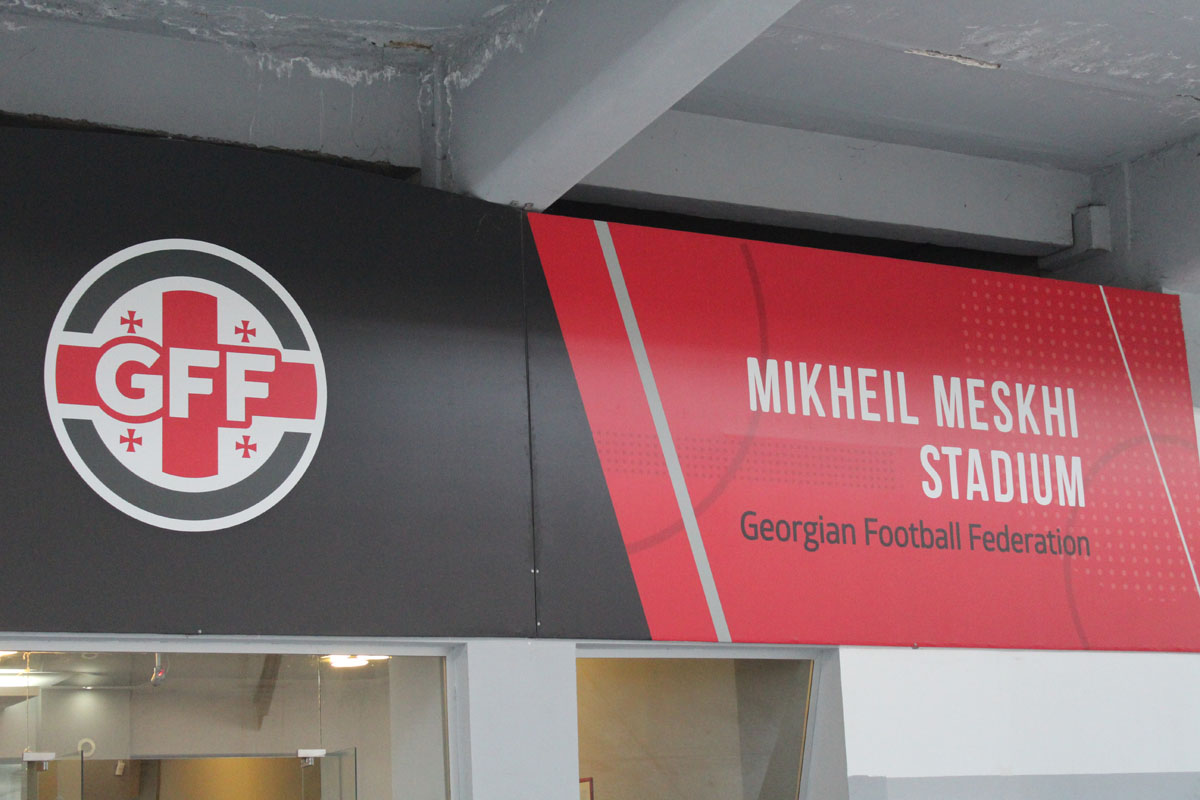 GFF
MIKHEIL MESKHI
STADIUM
Georgian Football Federation